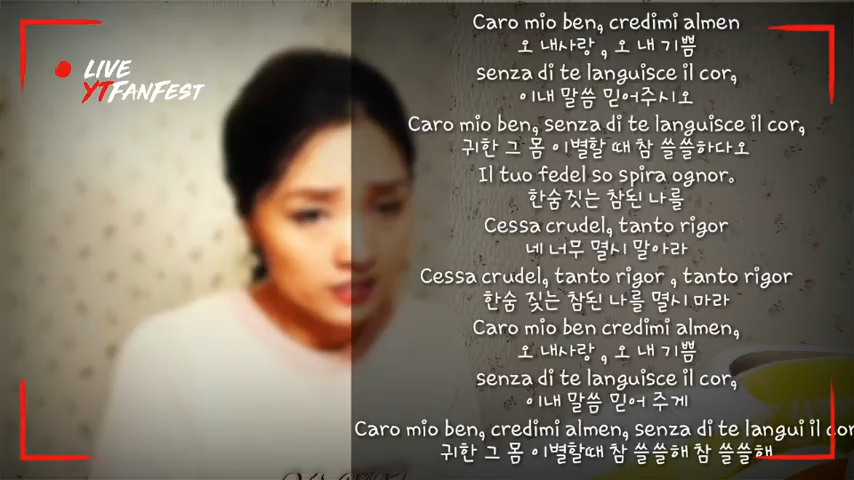 LIVE
YTFANFEST
Caro mio ben, credimi almen
오 내사랑 , 오 내 기쁨
senza di te languisce il cor,
이내 말씀 믿어주시오
Caro mio ben, senza di te languisce il cor,
귀한 그 몸 이별할 때 참 쓸쓸하다오
Il tuo fedel so spira ognor.
한숨짓는 참된 나를
Cessa crudel, tanto rigor
네 너무 멸시 말아라
Cessa crudel, tanto rigor , tanto rigor
한숨 짓는 참된 나를 멸시 마라
Caro mio ben credimi almen,
오 내사랑 , 오 내 기쁨
senza di te languisce il cor,
이내 말씀 믿어 주게
Caro mio ben, credimi almen, senza di te langui il cor
귀한 그 몸 이별할때 참 쓸쓸해 참 쓸쓸해